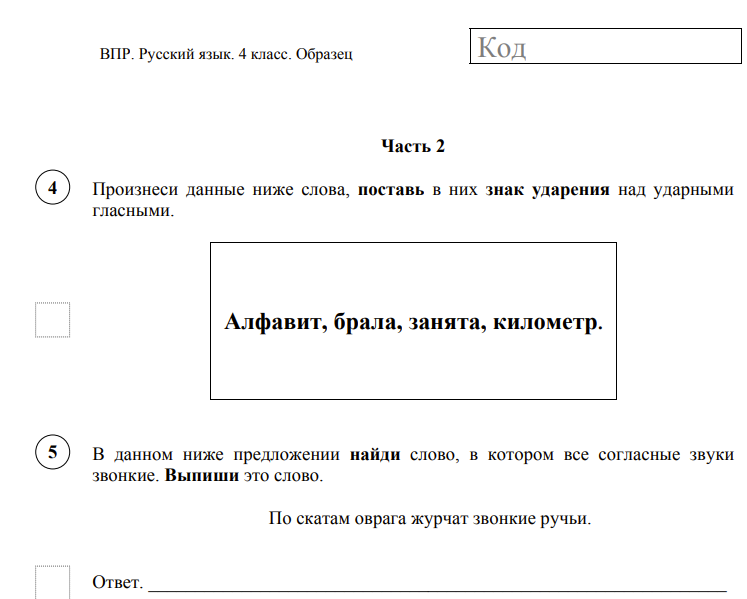 ВПР. Русский язык. 4 класс. Образец
Код
Часть 2
4
Произнеси данные ниже слова, поставь в них знак ударения над ударными
гласными.
Алфавит, брала, занята, километр.
5
В данном ниже предложении найди слово, в котором все согласные звуки
звонкие. Выпиши это слово.
По скатам оврага журчат звонкие ручьи.
Ответ.